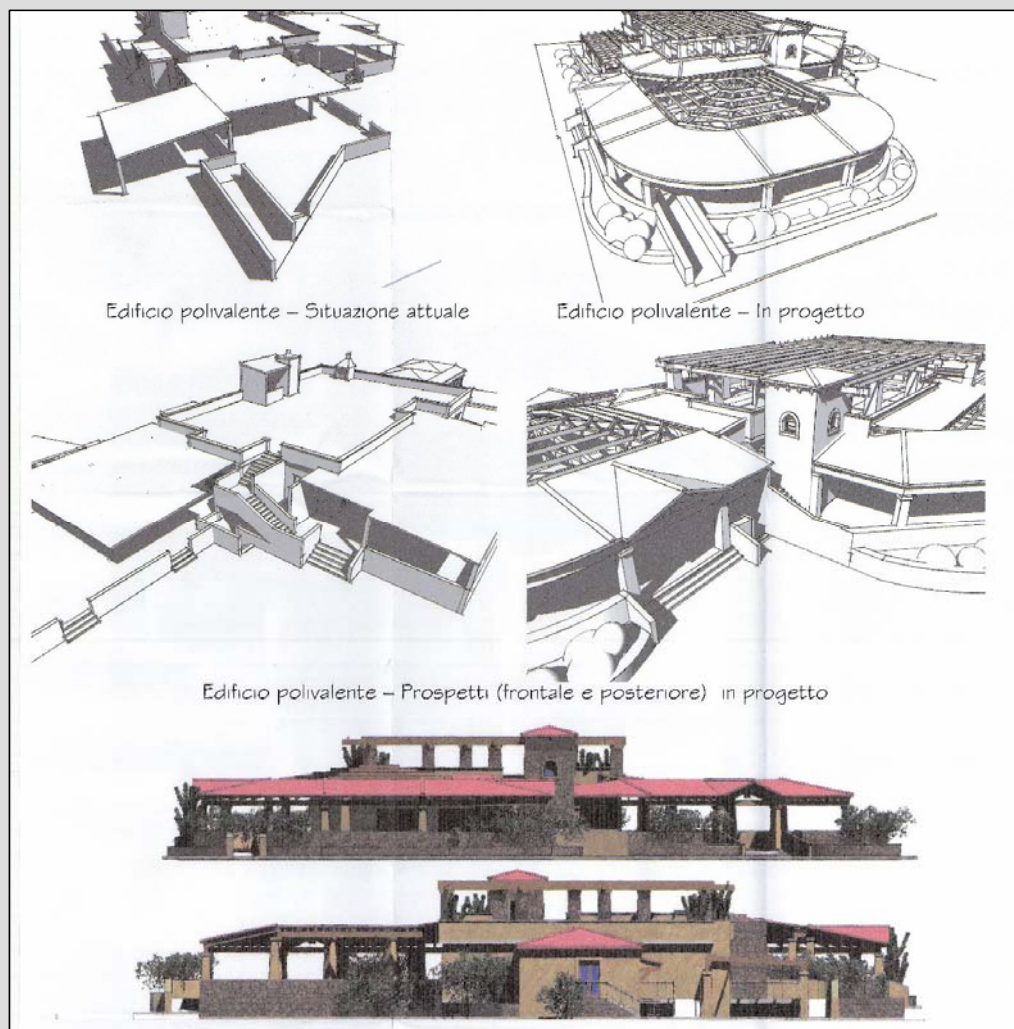 Edificio polivalente – Situazione attuale
Edificio polivalente – In progetto
Edificio polivalente – Prospetti (frontale e posteriore) in progetto